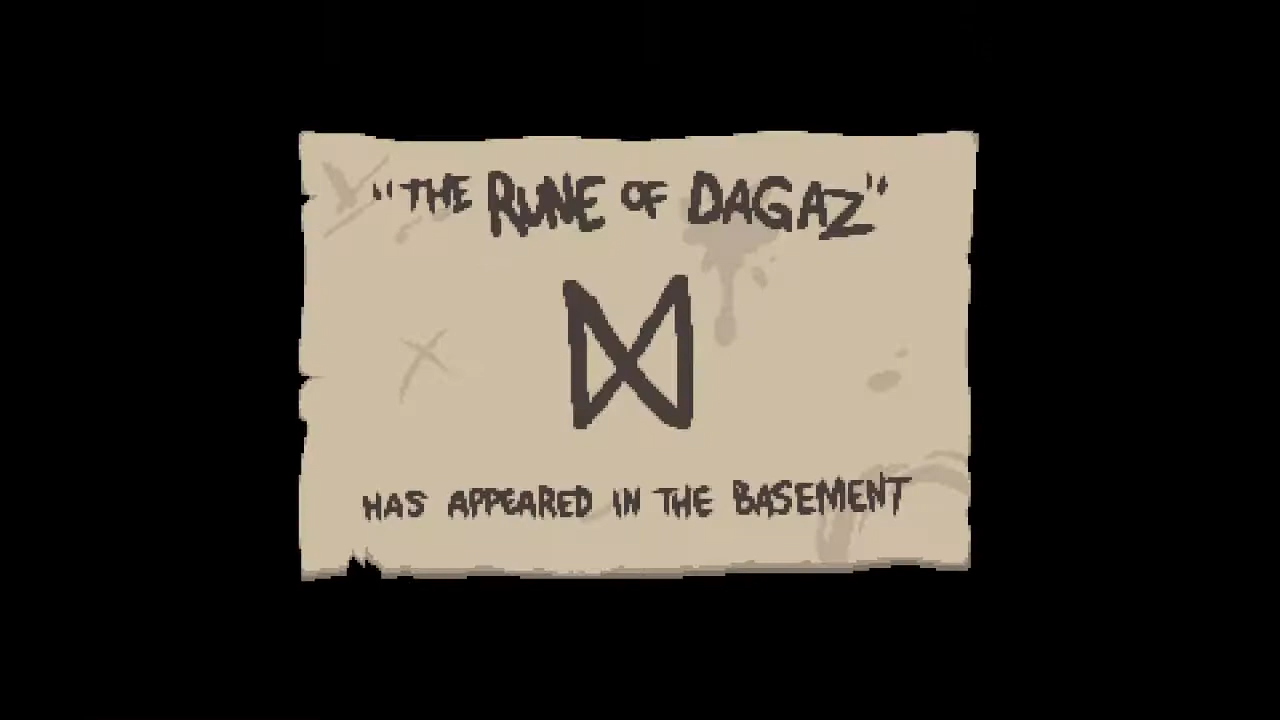 "THE RUNE OF DAGAZ"
HAS APPEARED IN THE BASEMENT